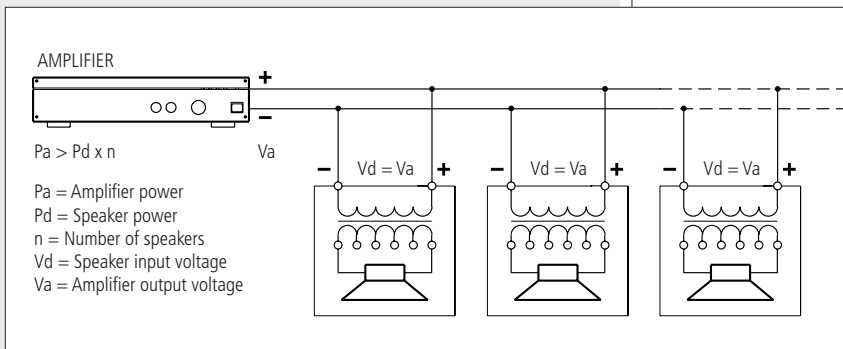 AMPLIFIER
+
−
Pa > Pd x n
Va
Pa = Amplifier power
Pd = Speaker power
n = Number of speakers
Vd = Speaker input voltage
Va = Amplifier output voltage
− Vd = Va +
− Vd = Va +
− Vd = Va +